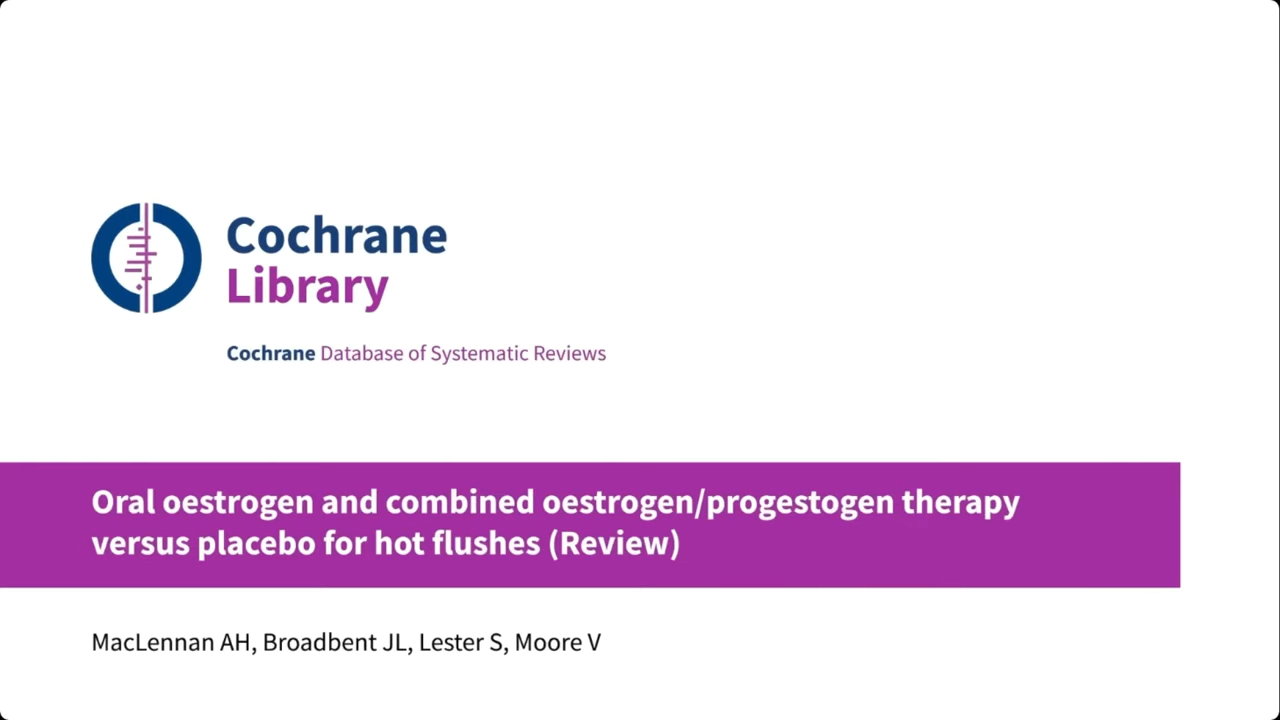 Cochrane
Library
Cochrane Database of Systematic Reviews
Oral oestrogen and combined oestrogen/progestogen therapy
versus placebo for hot flushes (Review)
MacLennan AH, Broadbent JL, Lester S, Moore V